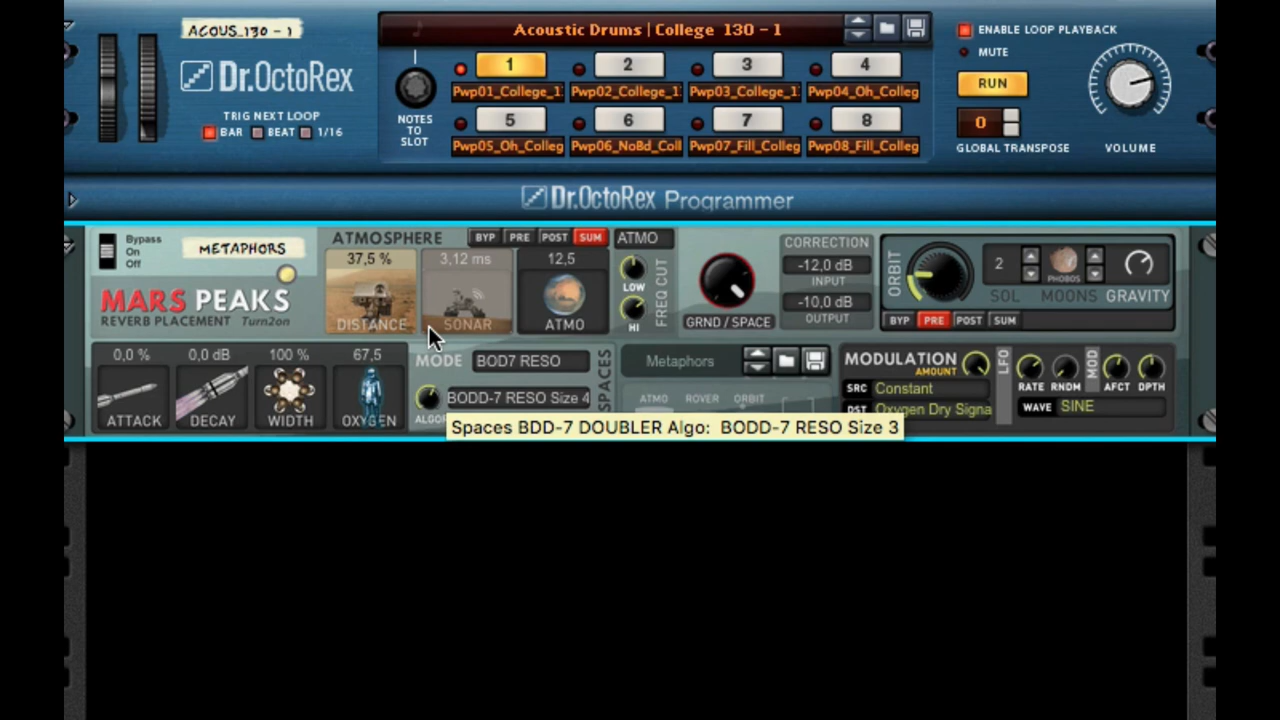 ACOUS_130 - 1
Dr.OctoRex
TRIG NEXT LOOP
BAR BEAT 1/16
Acoustic Drums | College 130 - 1
NOTES
TO
SLOT
1 2 3 4
Pwp01_College_1 Pwp02_College_1 Pwp03_College_1 Pwp04_Oh_Colleg
5 6 7 8
Pwp05_Oh_Colleg Pwp06_NoBd_Coll Pwp07_Fill_Colleg Pwp08_Fill_Colleg
ENABLE LOOP PLAYBACK
MUTE
RUN
0
GLOBAL TRANSPOSE
VOLUME
Dr.OctoRex Programmer
Bypass
On
Off
METAPHORS
MARS PEAKS
REVERB PLACEMENT Turn2on
ATMOSPHERE BYP PRE POST SUM ATMO
37,5 % 3,12 ms 12,5
DISTANCE SONAR ATMO
LOW
HI
FREQ CUT
GRND / SPACE
CORRECTION
-12,0 dB
INPUT
-10,0 dB
OUTPUT
ORBIT
2 PHOBOS
SOL MOONS GRAVITY
BYP PRE POST SUM
0,0 % 0,0 dB 100 % 67,5
ATTACK DECAY WIDTH OXYGEN
MODE BOD7 RESO
BODD-7 RESO Size 4
ALGO
SPACES
Metaphors
ATMO ROVER ORBIT
MODULATION
AMOUNT
SRC Constant
DST Oxygen Dry Signa
LFO
RATE RNDM
MOD
AFCT DPTH
WAVE SINE
Spaces BDD-7 DOUBLER Algo: BODD-7 RESO Size 3